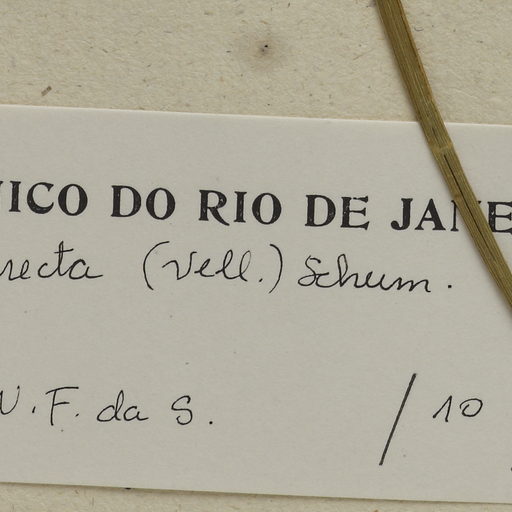 NICO DO RIO DE JANE
recta (Vell.) Schum.
N. F. da S. / 10